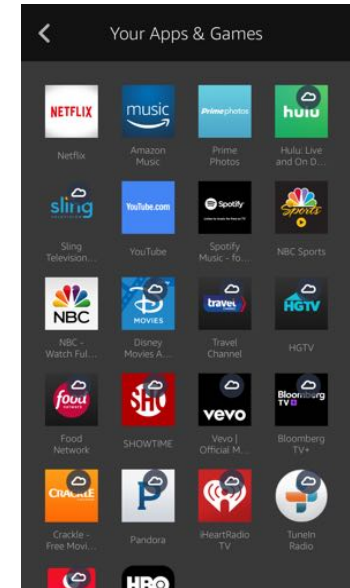 Your Apps & Games
NETFLIX
music
Prime photos
hulu
Netflix
Amazon
Music
Prime
Photos
Hulu: Live
and On D...
sling
TELEVISION
YouTube.com
Spotify
Sports
Sling
Television...
YouTube
Spotify
Music - fo...
NBC Sports
NBC
Disney
MOVIES
travel
HGTV
NBC -
Watch Ful...
Disney
Movies A...
Travel
Channel
HGTV
food
network
SHO
vevo
Bloomberg
TV
Food
Network
SHOWTIME
Vevo |
Official M...
Bloomberg
TV+
CRACKLE
P
Crackle -
Free Movi...
Pandora
iHeartRadio
TV
TuneIn
Radio
HBO